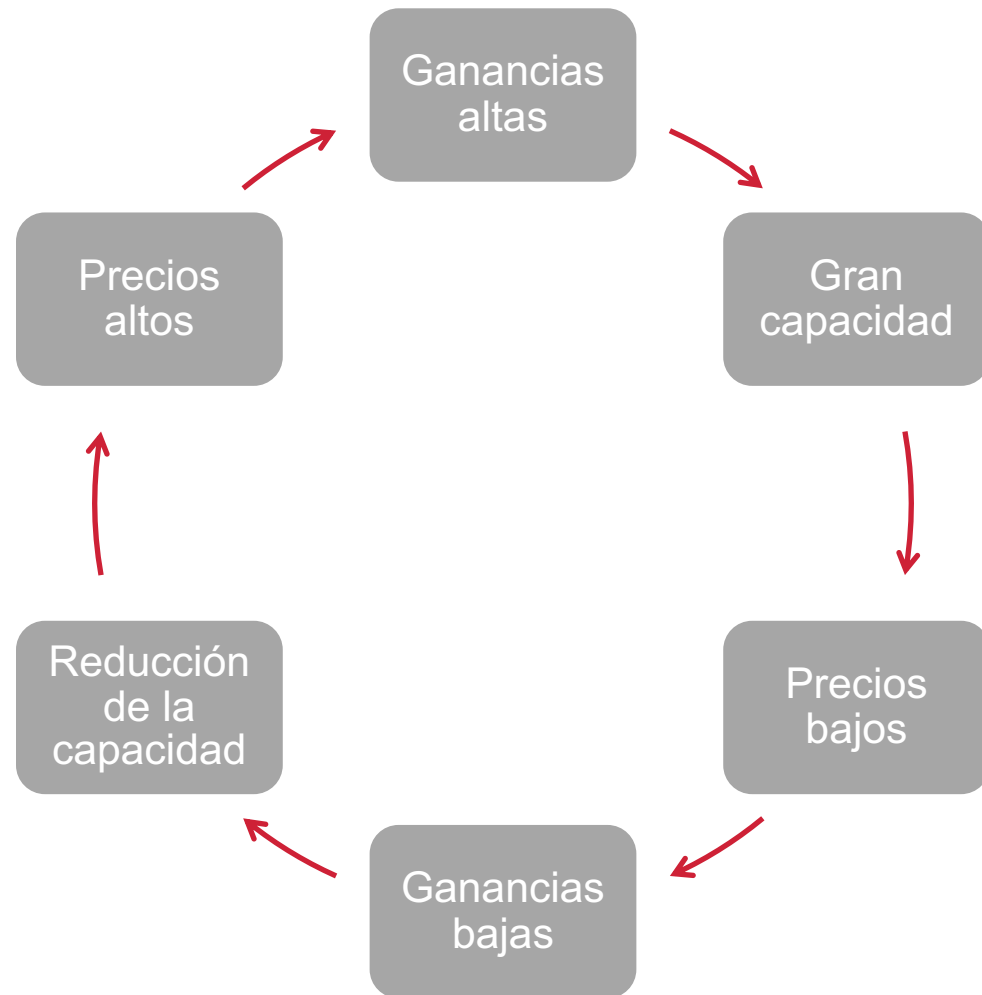 Ganancias
altas
Gran
capacidad
Precios
bajos
Ganancias
bajas
Reducción
de la
capacidad
Precios
altos